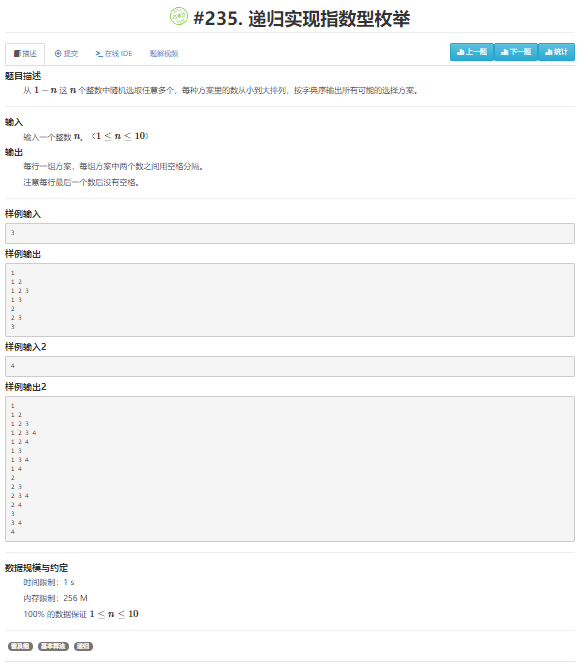 #235. 递归实现指数型枚举
描述 提交 在线 IDE 题解视频 上一题 下一题 统计
题目描述
从 1 − n 这 n 个整数中随机选取任意多个，每种方案里的数从小到大排列，按字典序输出所有可能的选择方案。
输入
输入一个整数 n。（1 ≤ n ≤ 10）
输出
每行一组方案，每组方案中两个数之间用空格分隔。
注意每行最后一个数后没有空格。
样例输入
3
样例输出
1
1 2
1 2 3
1 3
2
2 3
3
样例输入2
4
样例输出2
1
1 2
1 2 3
1 2 3 4
1 2 4
1 3
1 3 4
1 4
2
2 3
2 3 4
2 4
3
3 4
4
数据规模与约定
时间限制：1 s
内存限制：256 M
100% 的数据保证 1 ≤ n ≤ 10
递归